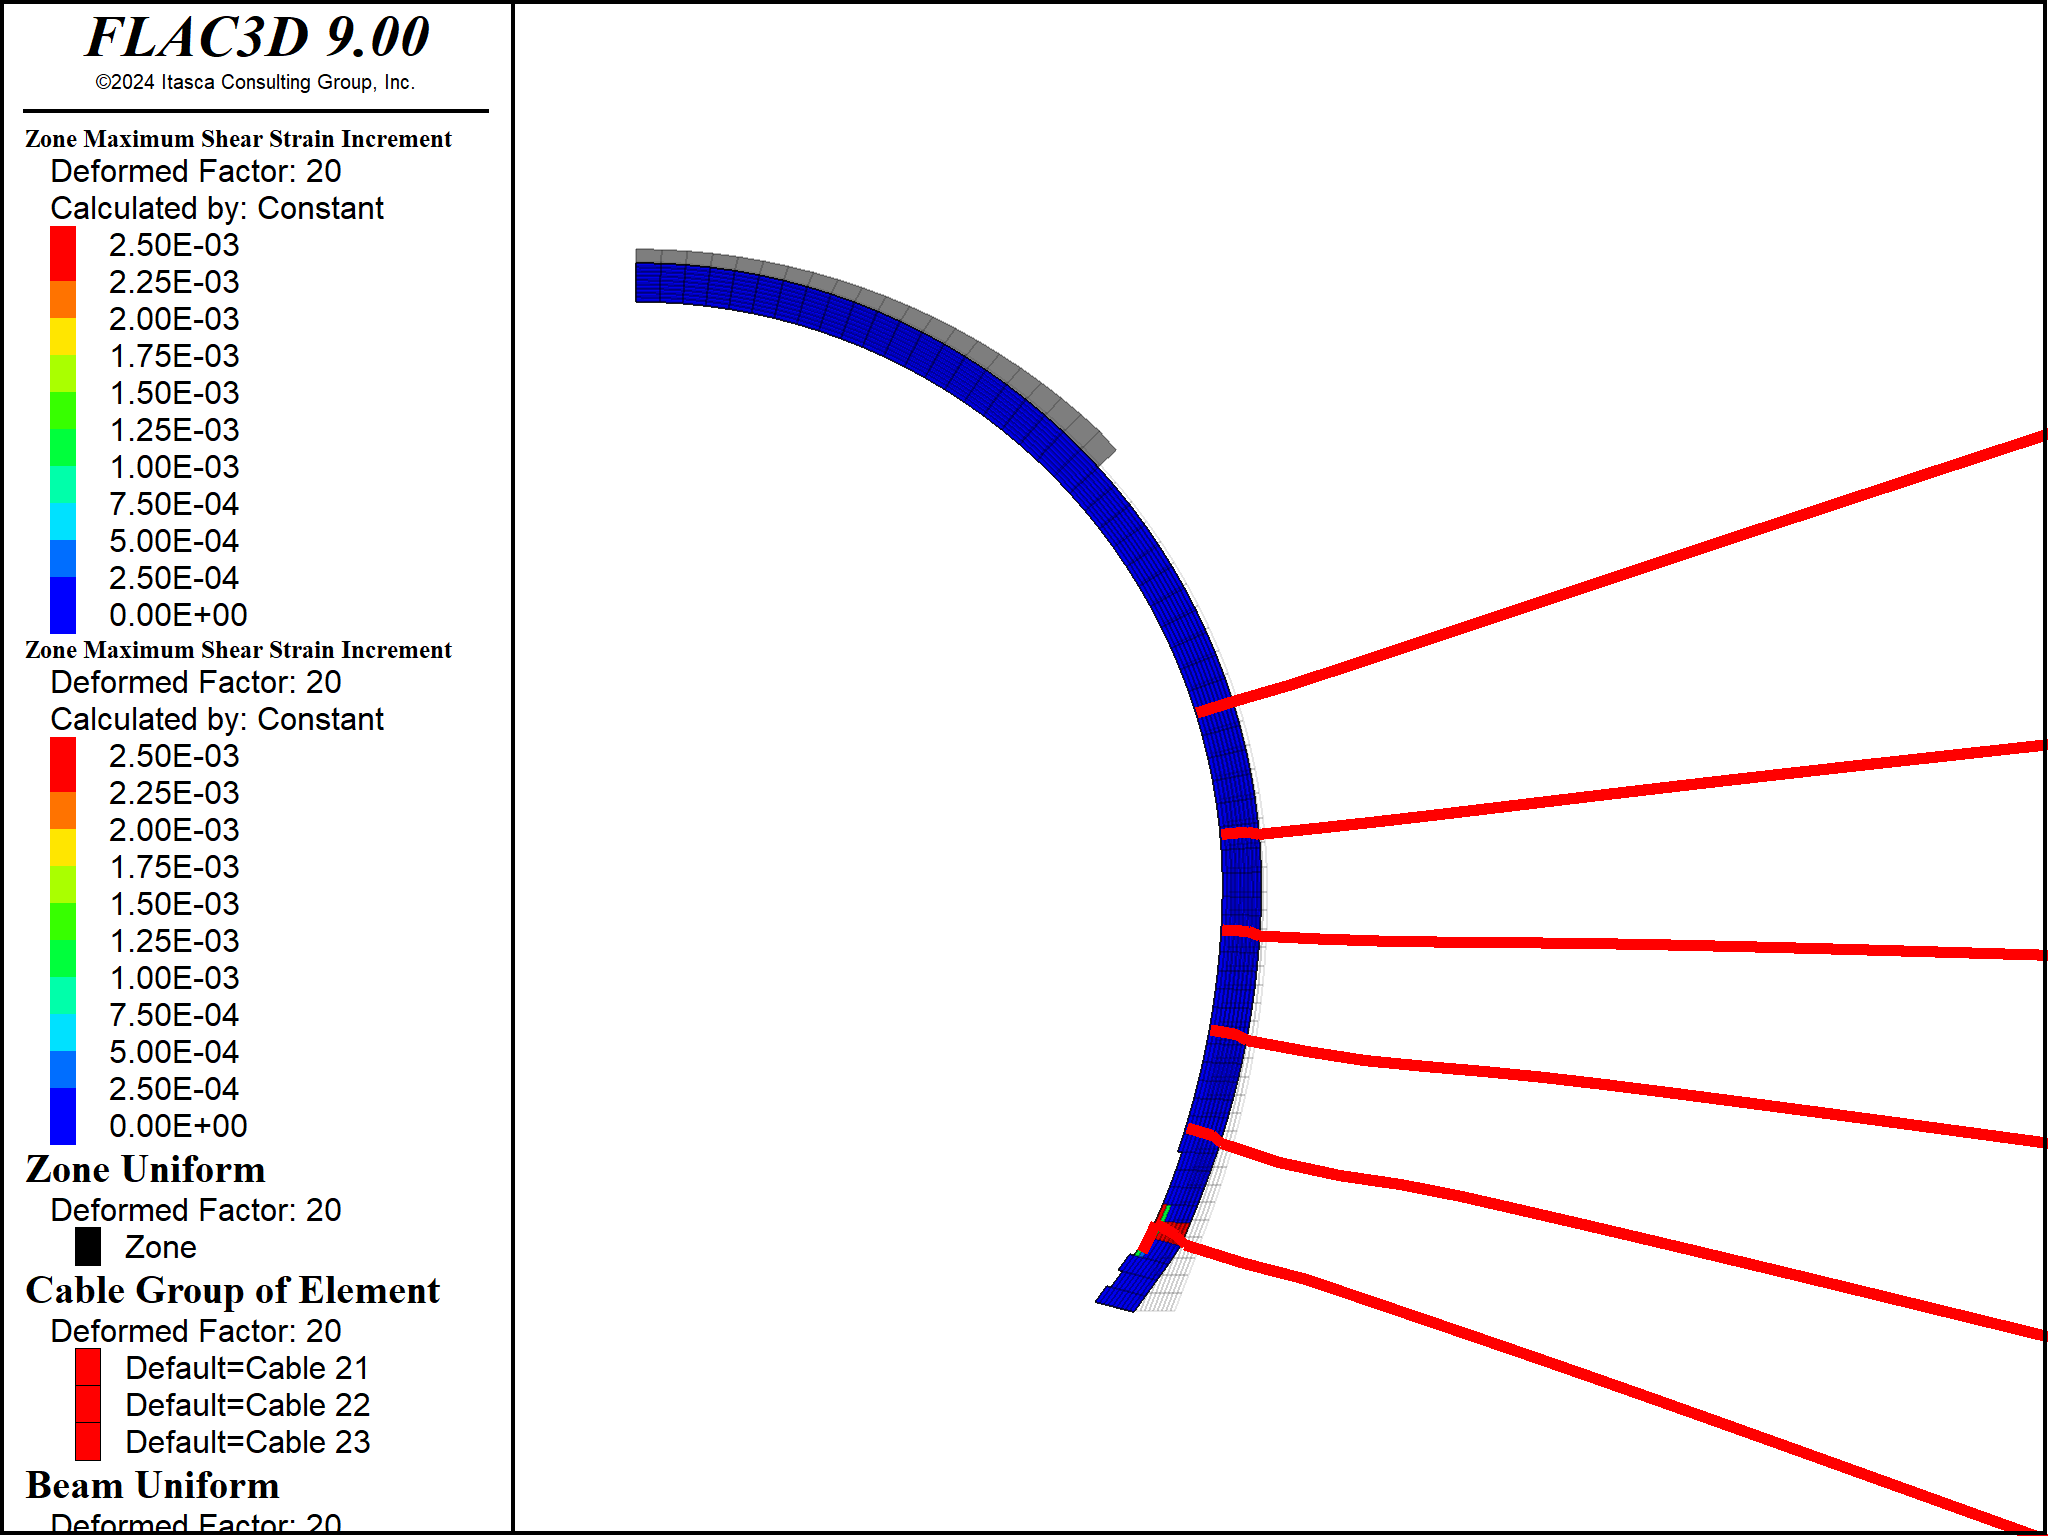 FLAC3D 9.00
©2024 Itasca Consulting Group, Inc.
Zone Maximum Shear Strain Increment
Deformed Factor: 20
Calculated by: Constant
2.50E-03
2.25E-03
2.00E-03
1.75E-03
1.50E-03
1.25E-03
1.00E-03
7.50E-04
5.00E-04
2.50E-04
0.00E+00
Zone Maximum Shear Strain Increment
Deformed Factor: 20
Calculated by: Constant
2.50E-03
2.25E-03
2.00E-03
1.75E-03
1.50E-03
1.25E-03
1.00E-03
7.50E-04
5.00E-04
2.50E-04
0.00E+00
Zone Uniform
Deformed Factor: 20
Zone
Cable Group of Element
Deformed Factor: 20
Default=Cable 21
Default=Cable 22
Default=Cable 23
Beam Uniform
Deformed Factor: 20